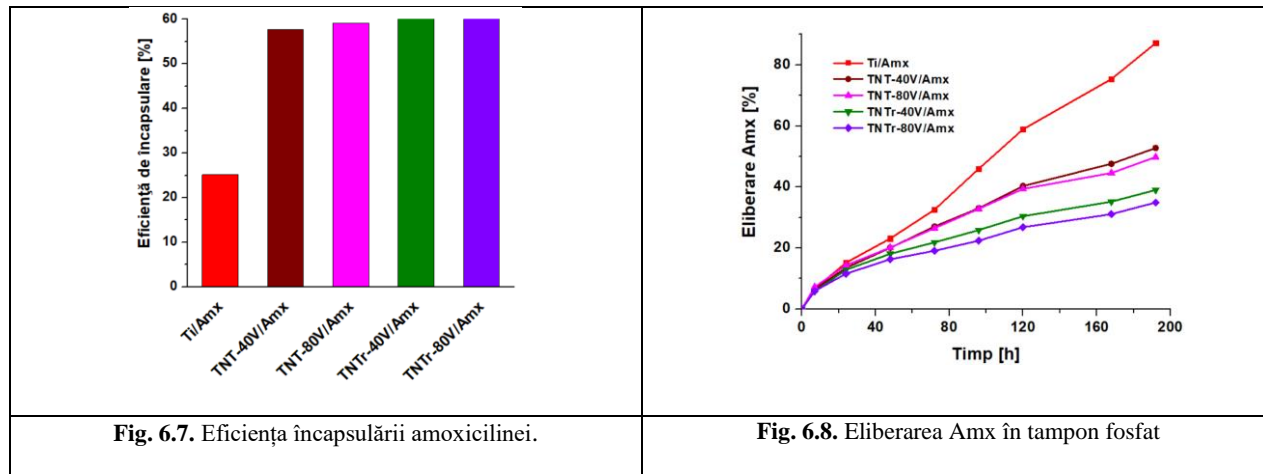 Eficienţă de încapsulare [%]
60
50
40
30
20
10
0
Ti/Amx
TNT-40V/Amx
TNT-80V/Amx
TNTr-40V/Amx
TNTr-80V/Amx
Eliberare Amx [%]
80
60
40
20
0
Ti/Amx
TNT-40V/Amx
TNT-80V/Amx
TNTr-40V/Amx
TNTr-80V/Amx
0
40
80
120
160
200
Timp [h]
Fig. 6.7. Eficiența încapsulării amoxicilinei.
Fig. 6.8. Eliberarea Amx în tampon fosfat